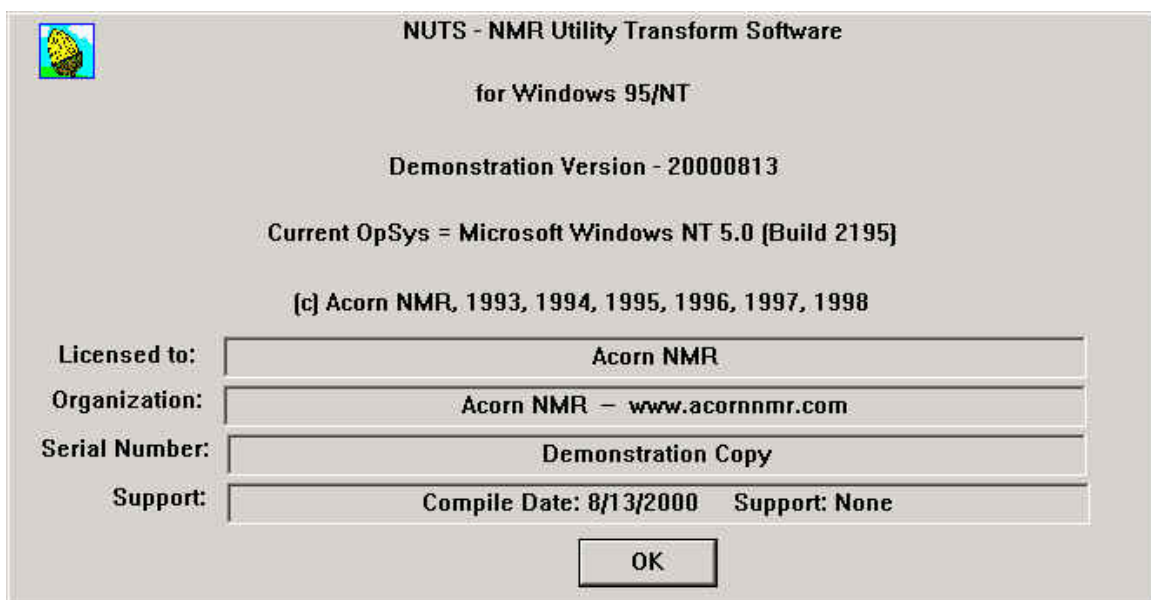 NUTS - NMR Utility Transform Software
for Windows 95/NT
Demonstration Version - 20000813
Current OpSys = Microsoft Windows NT 5.0 (Build 2195)
(c) Acorn NMR, 1993, 1994, 1995, 1996, 1997, 1998
Licensed to: Acorn NMR
Organization: Acorn NMR – www.acornnmr.com
Serial Number: Demonstration Copy
Support: Compile Date: 8/13/2000 Support: None
OK